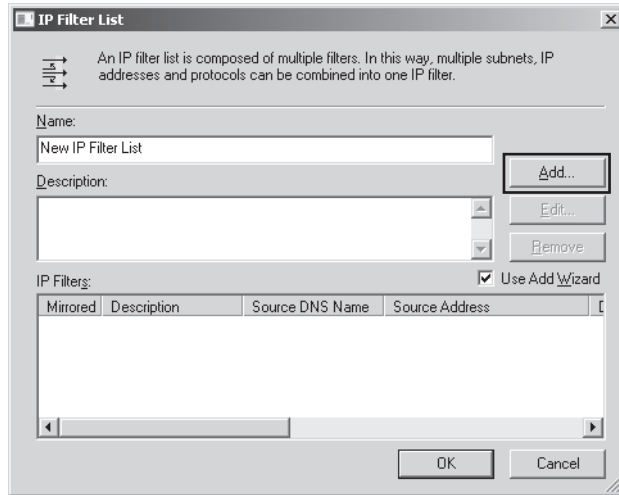 IP Filter List
An IP filter list is composed of multiple filters. In this way, multiple subnets, IP
addresses and protocols can be combined into one IP filter.
Name:
New IP Filter List
Add...
Description:
Edit...
Remove
IP Filters:
Use Add Wizard
Mirrored Description Source DNS Name Source Address
OK Cancel